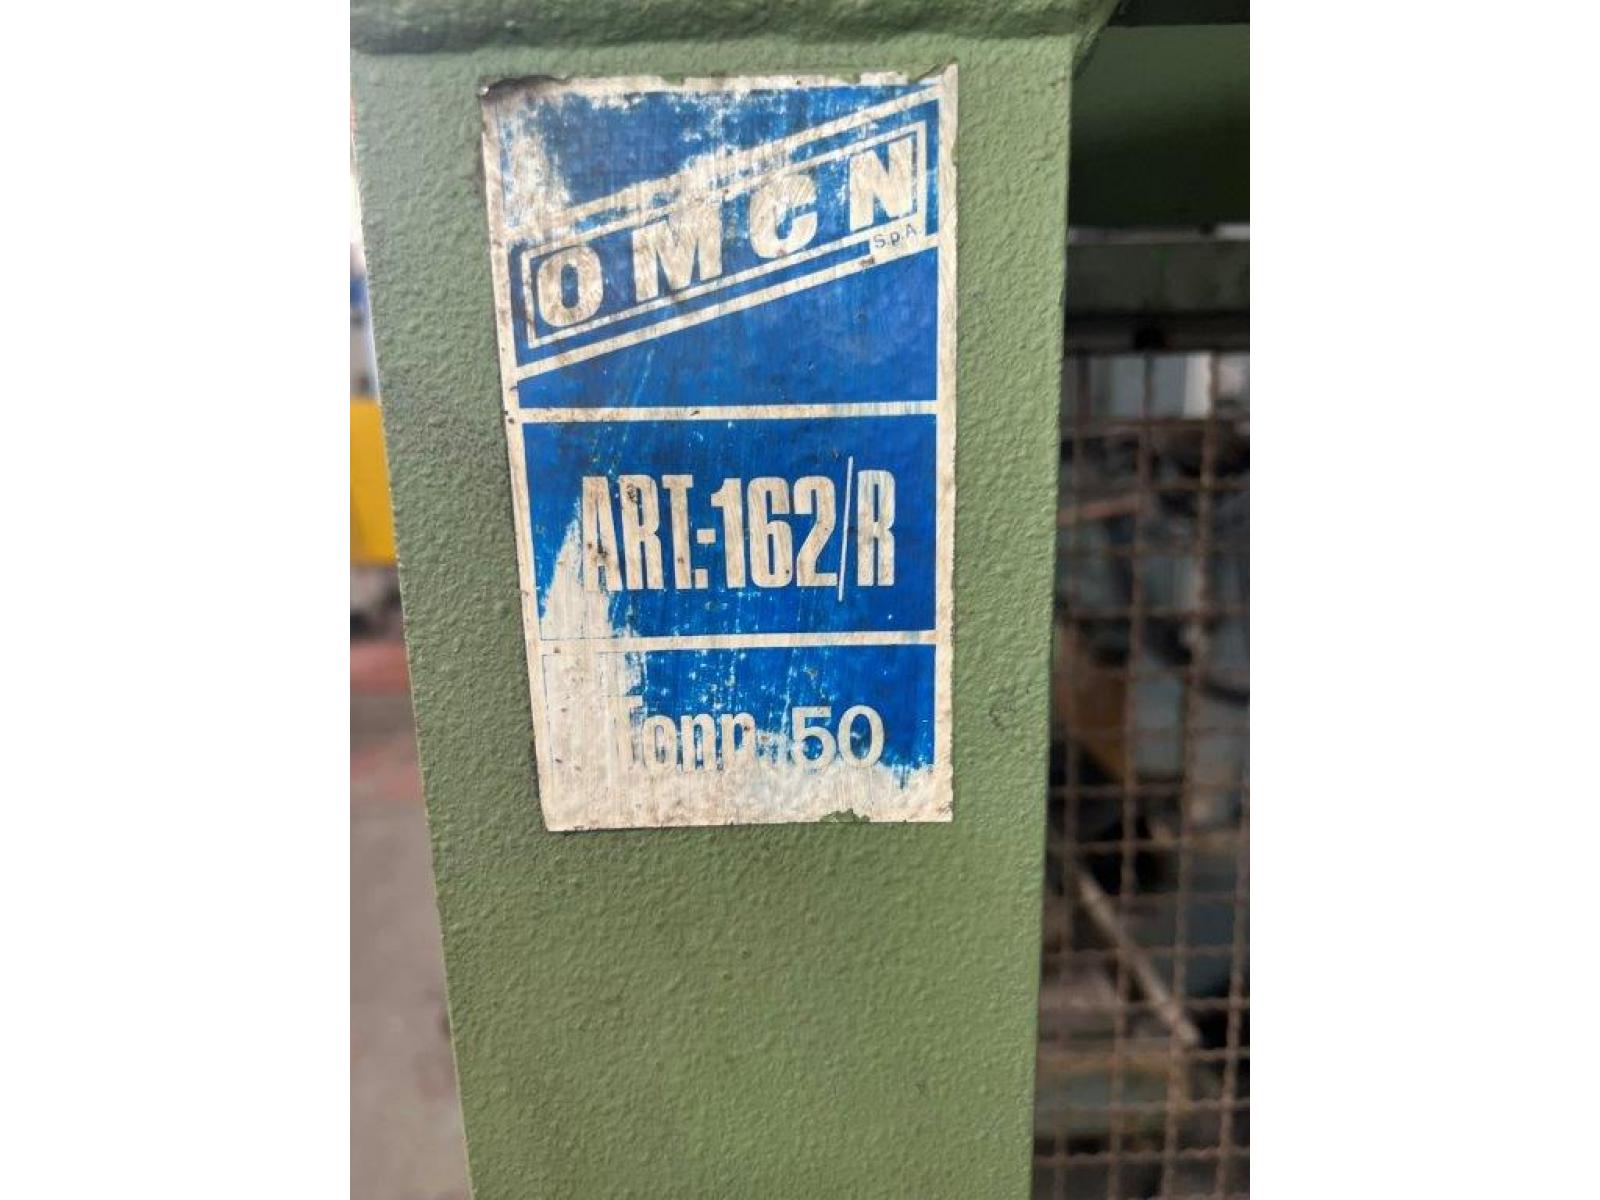 OMCN
S.p.A
ART.-162/R
Tonn. 50